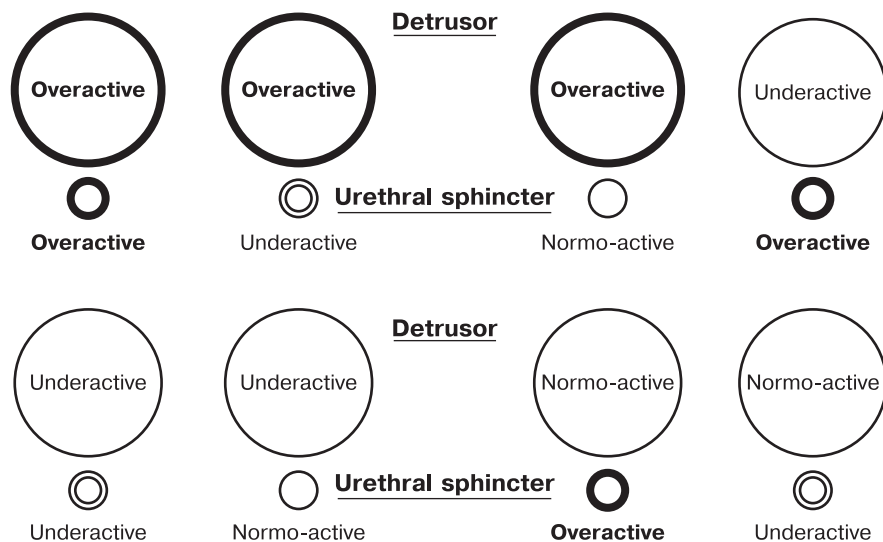 Detrusor
Overactive Overactive Overactive Underactive
Urethral sphincter
Overactive Underactive Normo-active Overactive
Detrusor
Underactive Underactive Normo-active Normo-active
Urethral sphincter
Underactive Normo-active Overactive Underactive